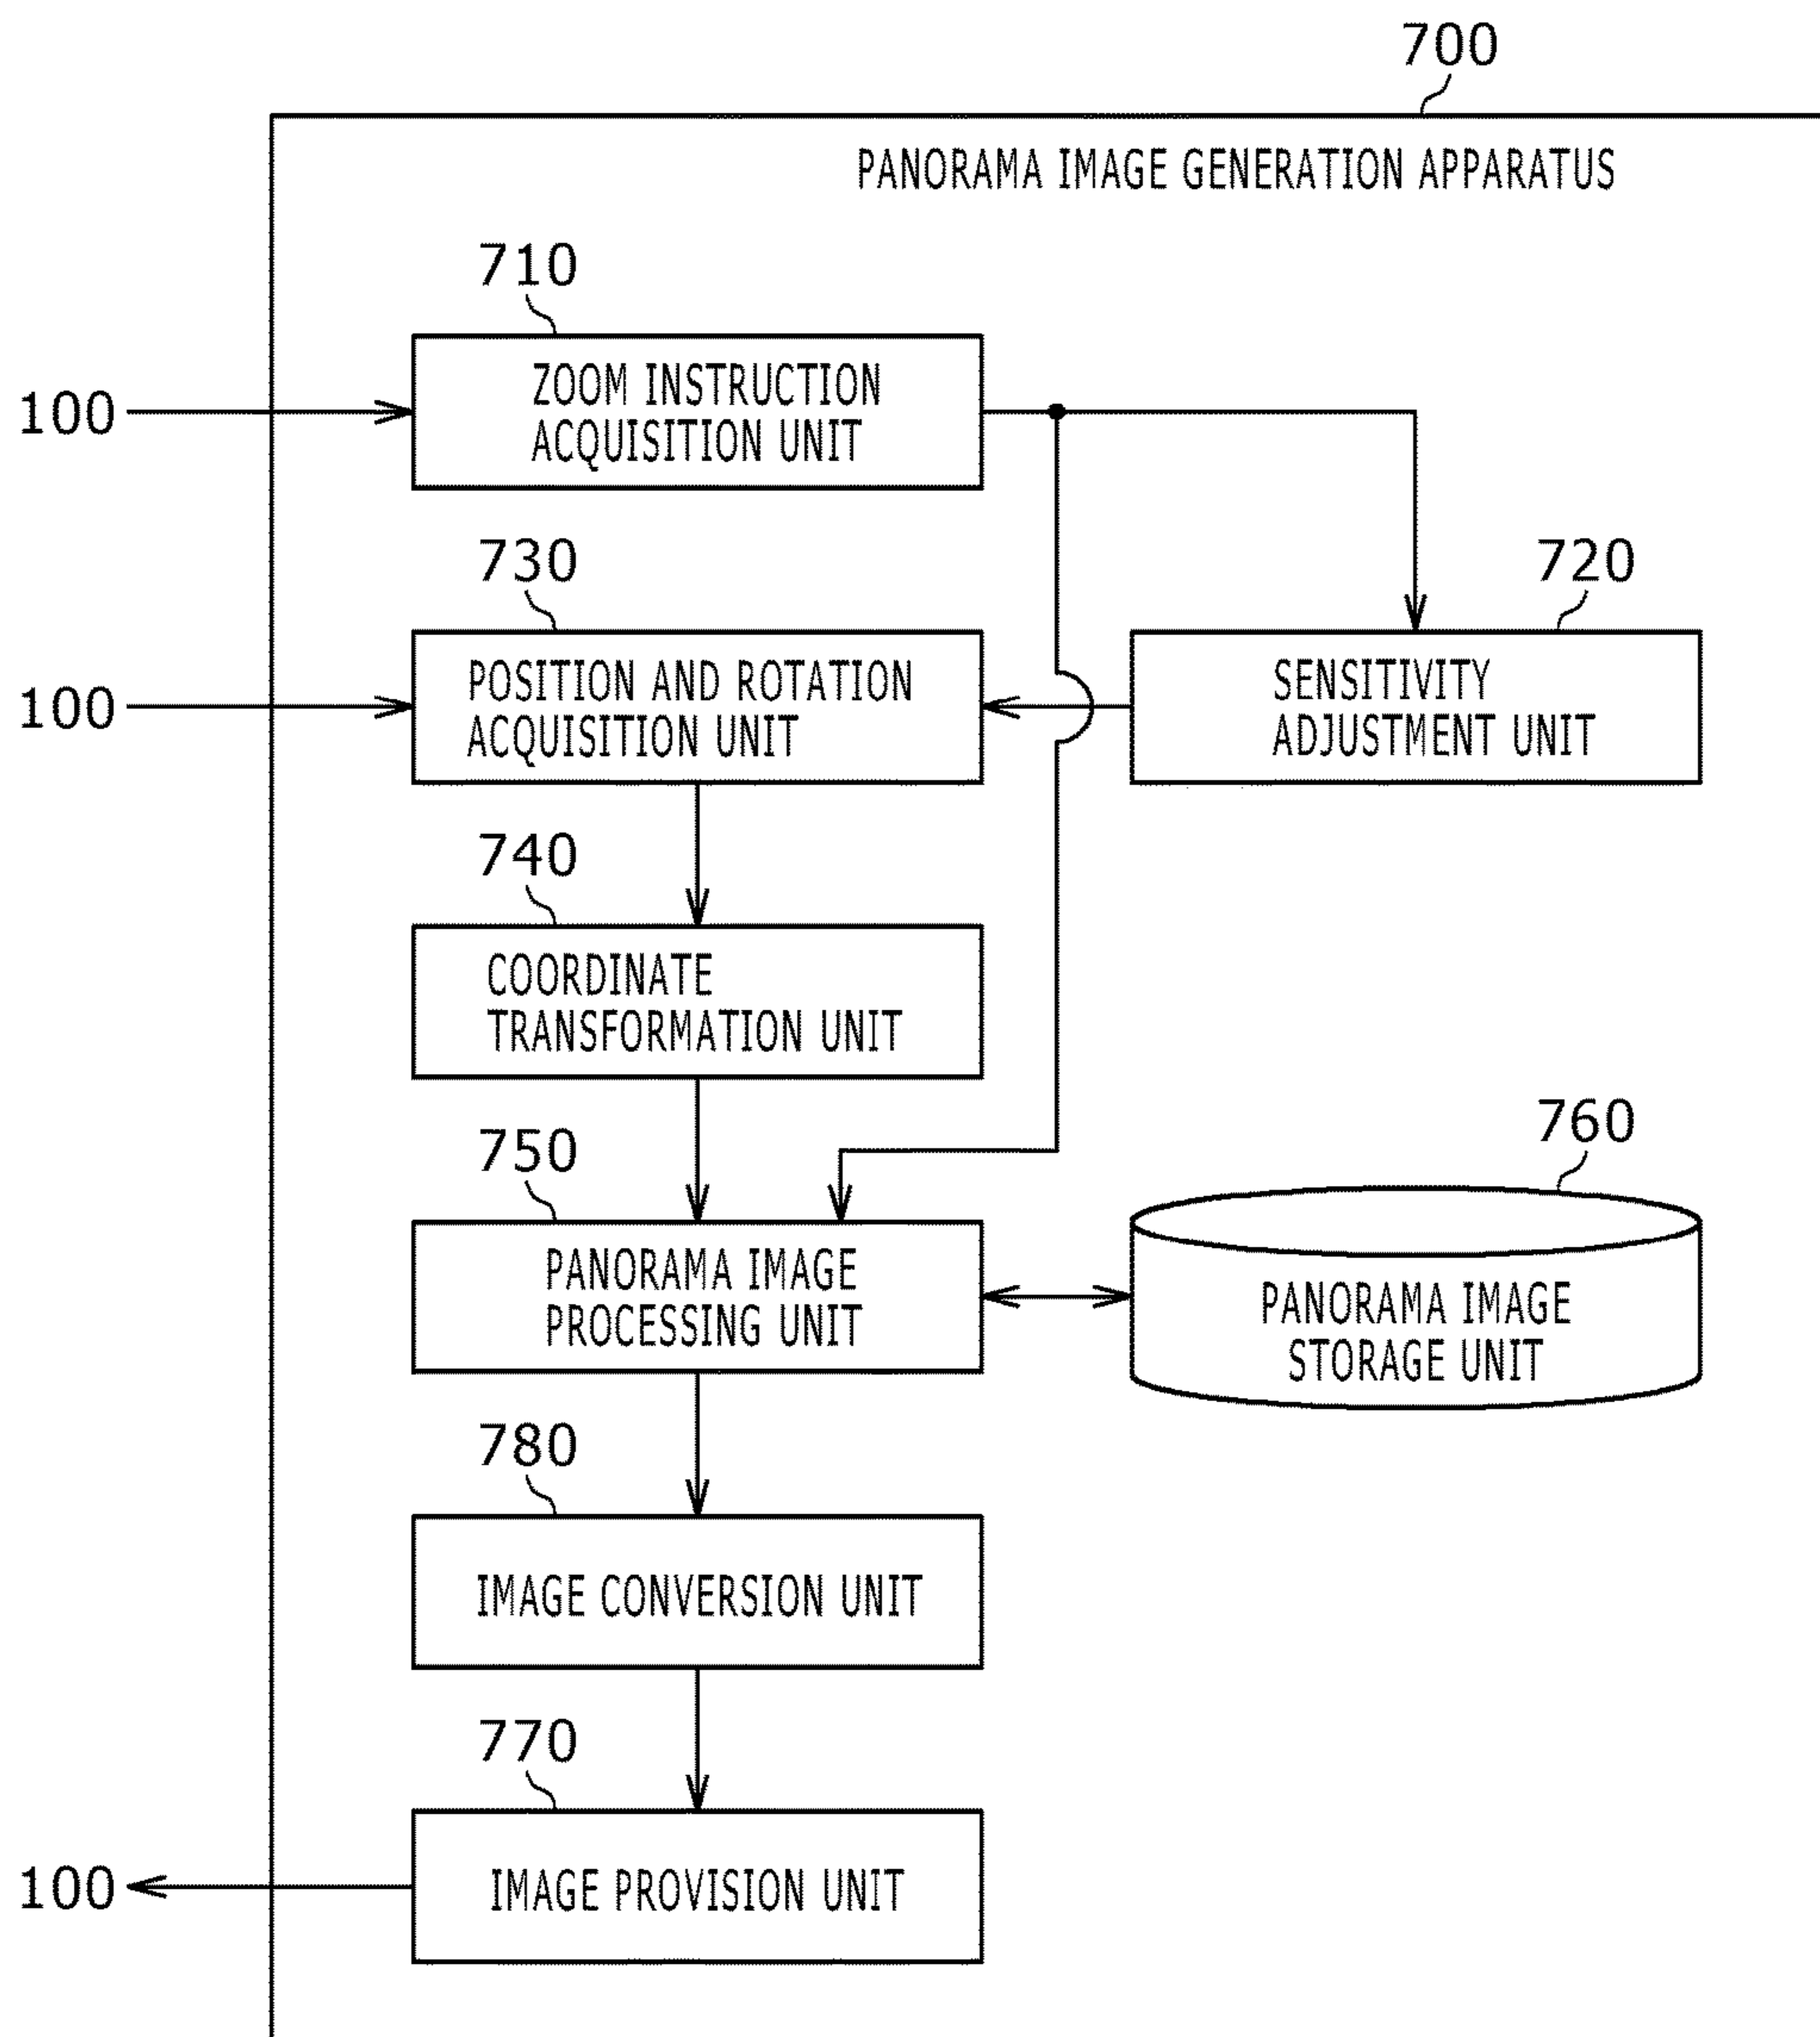 700
PANORAMA IMAGE GENERATION APPARATUS
710
100
ZOOM INSTRUCTION
ACQUISITION UNIT
730
720
100
POSITION AND ROTATION
ACQUISITION UNIT
SENSITIVITY
ADJUSTMENT UNIT
740
COORDINATE
TRANSFORMATION UNIT
750
760
PANORAMA IMAGE
PROCESSING UNIT
PANORAMA IMAGE
STORAGE UNIT
780
IMAGE CONVERSION UNIT
770
100
IMAGE PROVISION UNIT